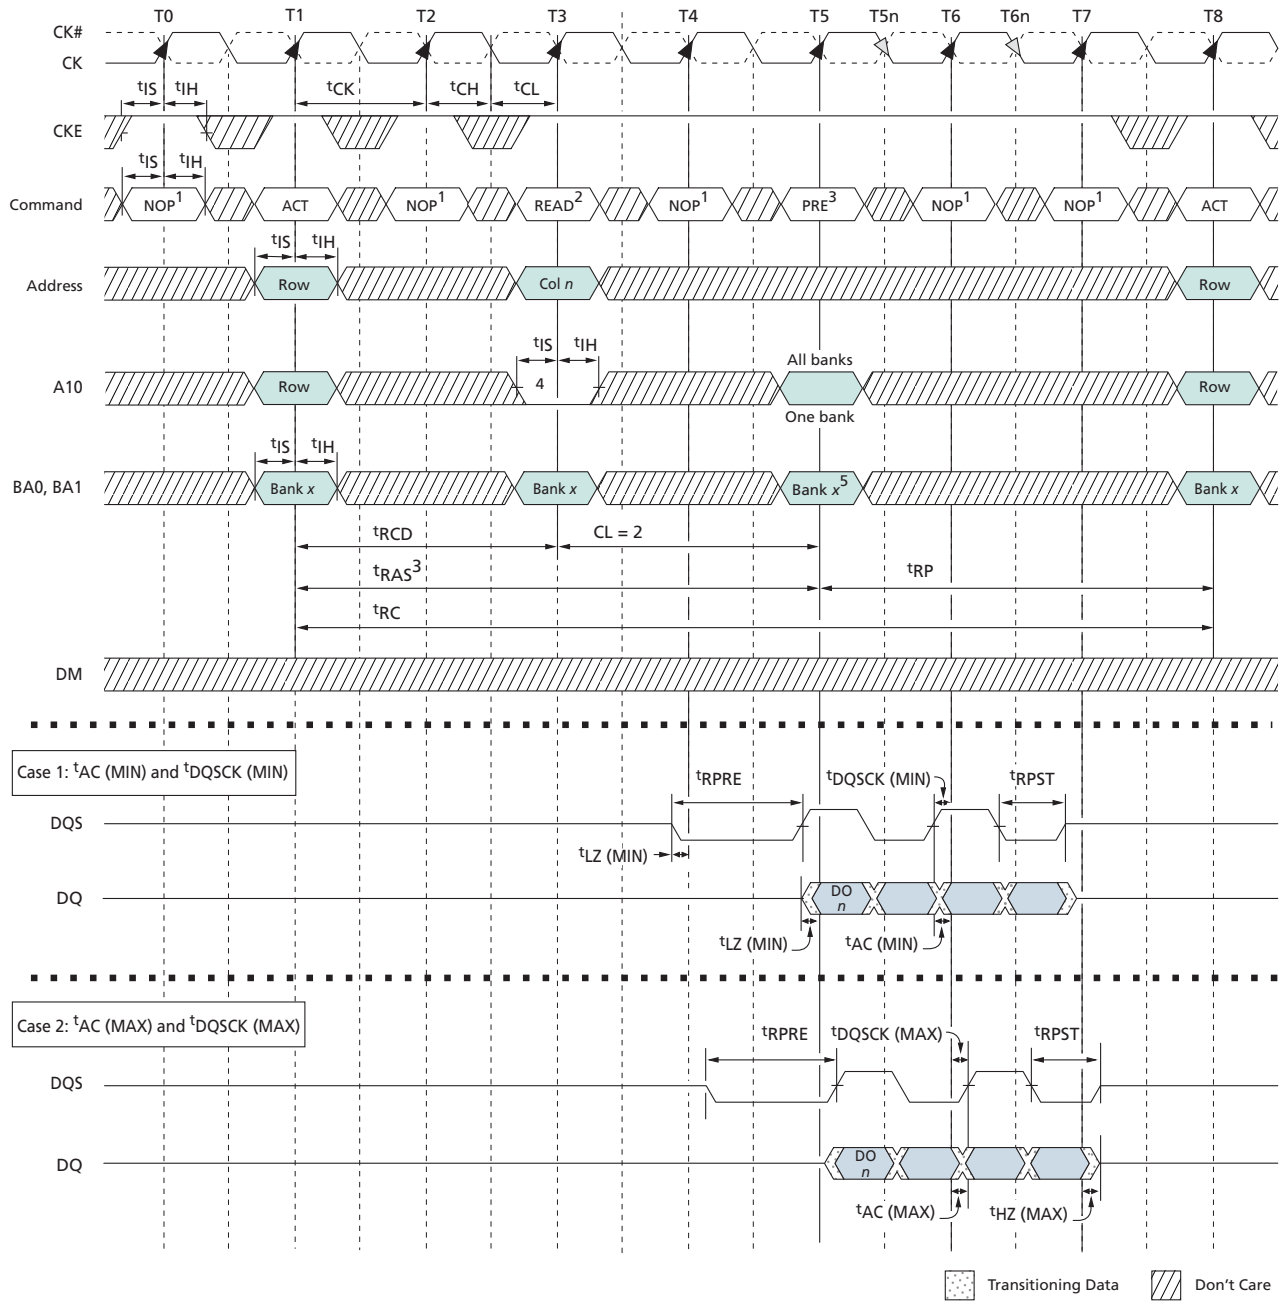 T0 T1 T2 T3 T4 T5 T5n T6 T6n T7 T8
CK#
CK
tIS tIH tCK tCH tCL
CKE
tIS tIH
Command NOP1 ACT NOP1 READ2 NOP1 PRE3 NOP1 NOP1 ACT
tIS tIH
Address Row Col n Row
tIS tIH All banks
A10 Row 4 Row
One bank
tIS tIH
BA0, BA1 Bank x Bank x Bank x5 Bank x
tRCD CL = 2
tRAS3 tRP
tRC
DM
Case 1: tAC (MIN) and tDQSCK (MIN)
tRPRE tDQSCK (MIN) tRPST
DQS
tLZ (MIN)
DQ DO
n
tLZ (MIN) tAC (MIN)
Case 2: tAC (MAX) and tDQSCK (MAX)
tRPRE tDQSCK (MAX) tRPST
DQS
DQ DO
n
tAC (MAX) tHZ (MAX)
Transitioning Data Don't Care